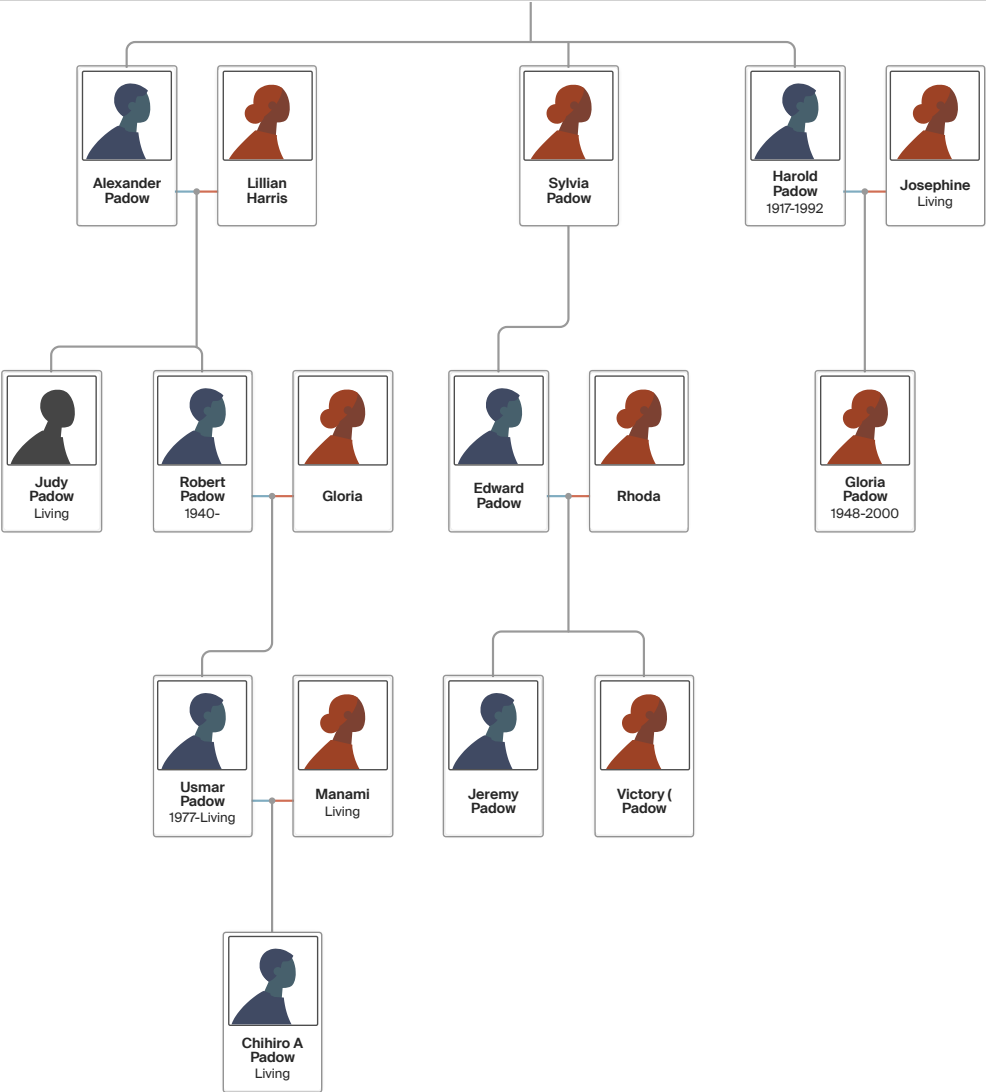 Alexander
Padow
Lillian
Harris
Sylvia
Padow
Harold
Padow
1917-1992
Josephine
Living
Judy
Padow
Living
Robert
Padow
1940-
Gloria
Edward
Padow
Rhoda
Gloria
Padow
1948-2000
Usmar
Padow
1977-Living
Manami
Living
Jeremy
Padow
Victory (
Padow
Chihiro A
Padow
Living